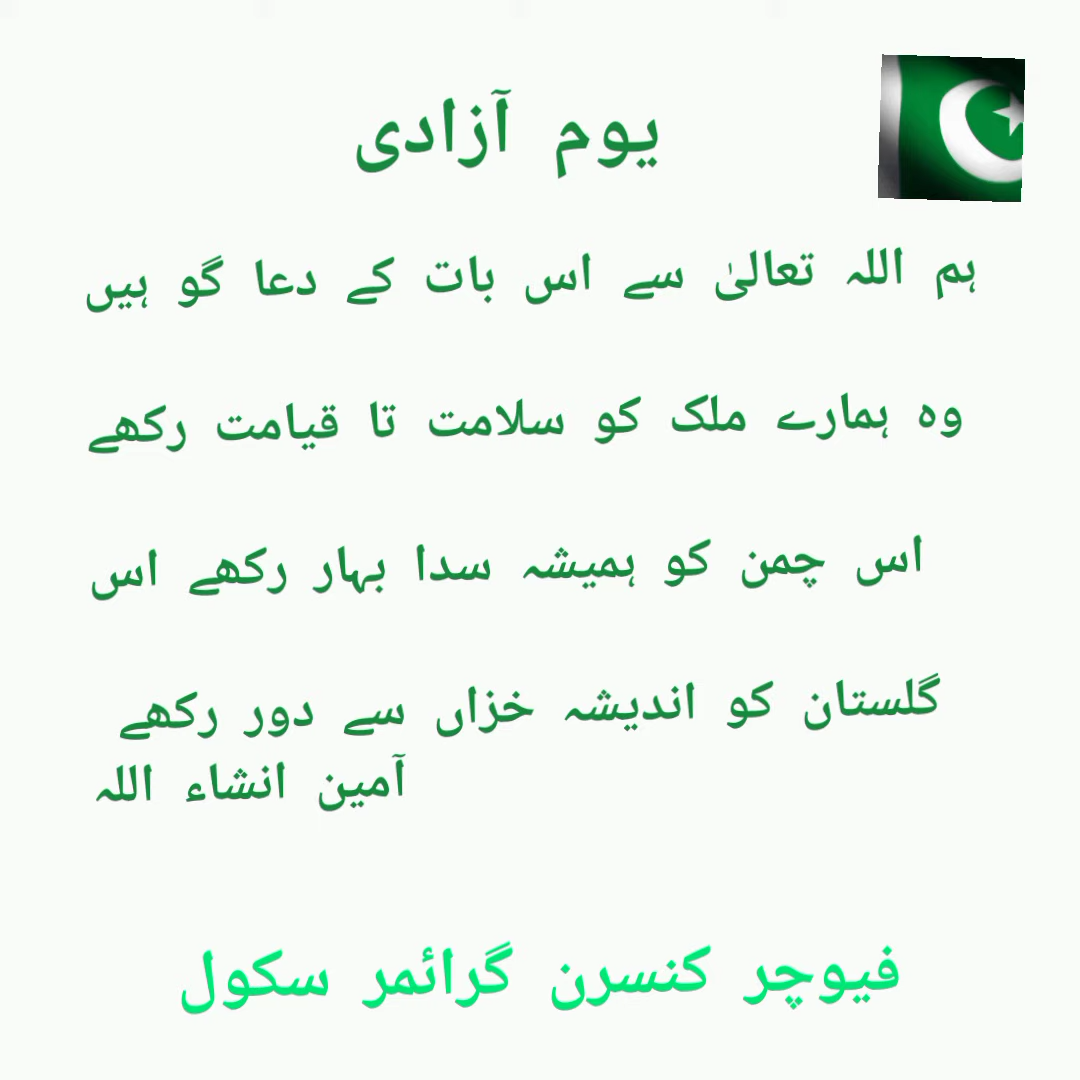 یوم آزادی
ہم اللہ تعالیٰ سے اس بات کے دعا گو ہیں
وہ ہمارے ملک کو سلامت تا قیامت رکھے
اس چمن کو ہمیشہ سدا بہار رکھے اس
گلستان کو اندیشہ خزاں سے دور رکھے
آمین انشاء اللہ
فیوچر کنسرن گرائمر سکول